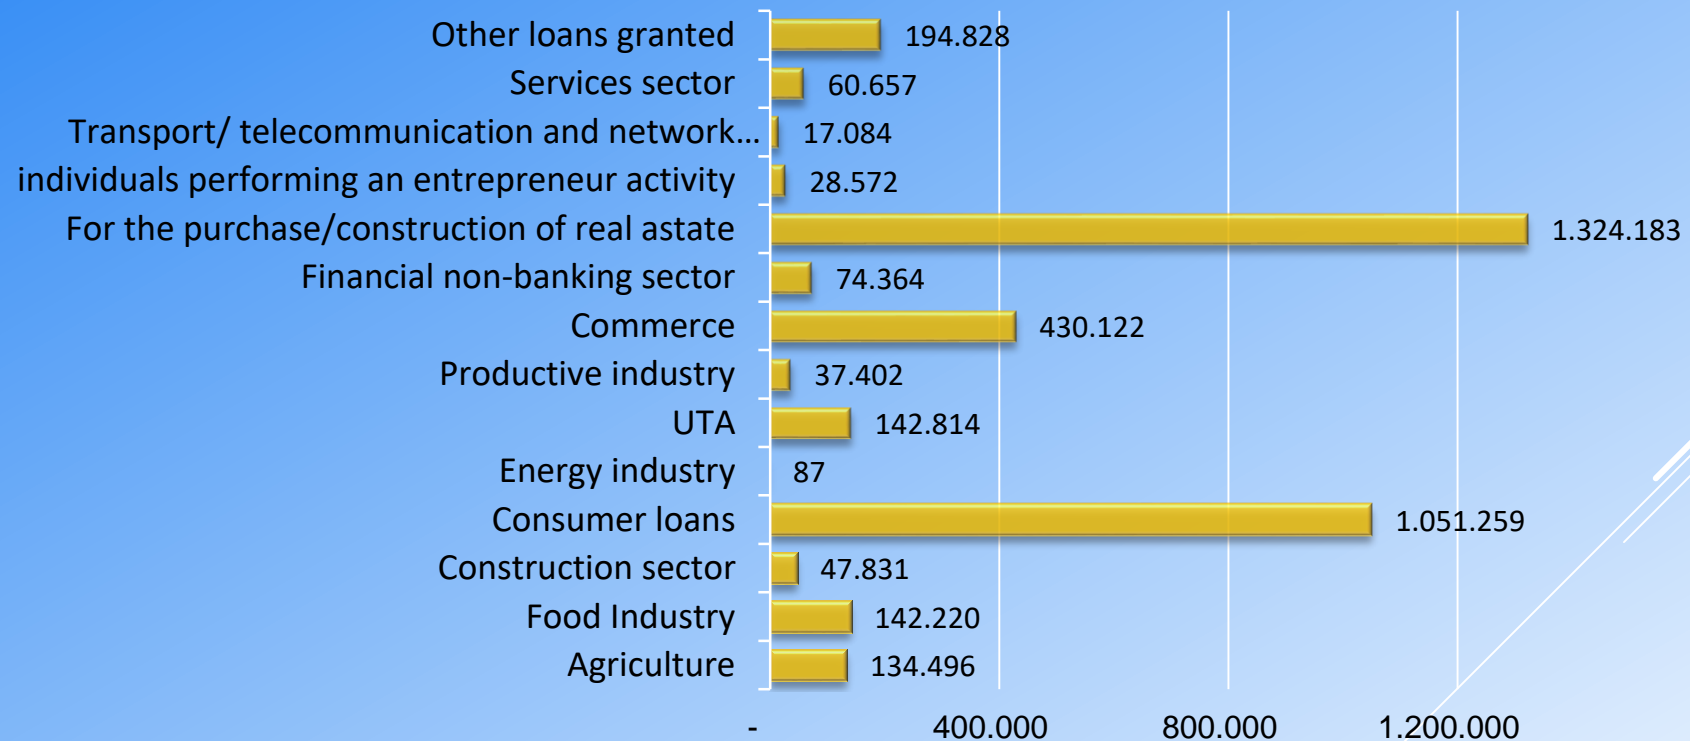 Other loans granted 194.828
Services sector 60.657
Transport/ telecommunication and network… 17.084
individuals performing an entrepreneur activity 28.572
For the purchase/construction of real astate 1.324.183
Financial non-banking sector 74.364
Commerce 430.122
Productive industry 37.402
UTA 142.814
Energy industry 87
Consumer loans 1.051.259
Construction sector 47.831
Food Industry 142.220
Agriculture 134.496
- 400.000 800.000 1.200.000